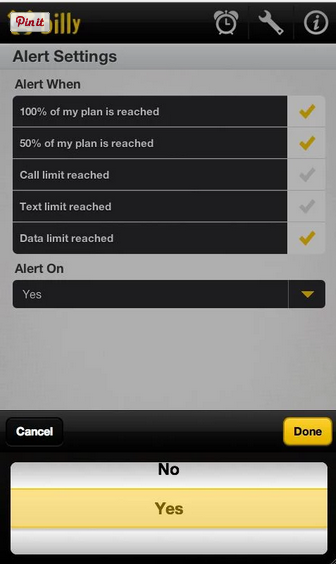 Pin it
billy
Alert Settings
Alert When
100% of my plan is reached
50% of my plan is reached
Call limit reached
Text limit reached
Data limit reached
Alert On
Yes
Cancel
Done
No
Yes